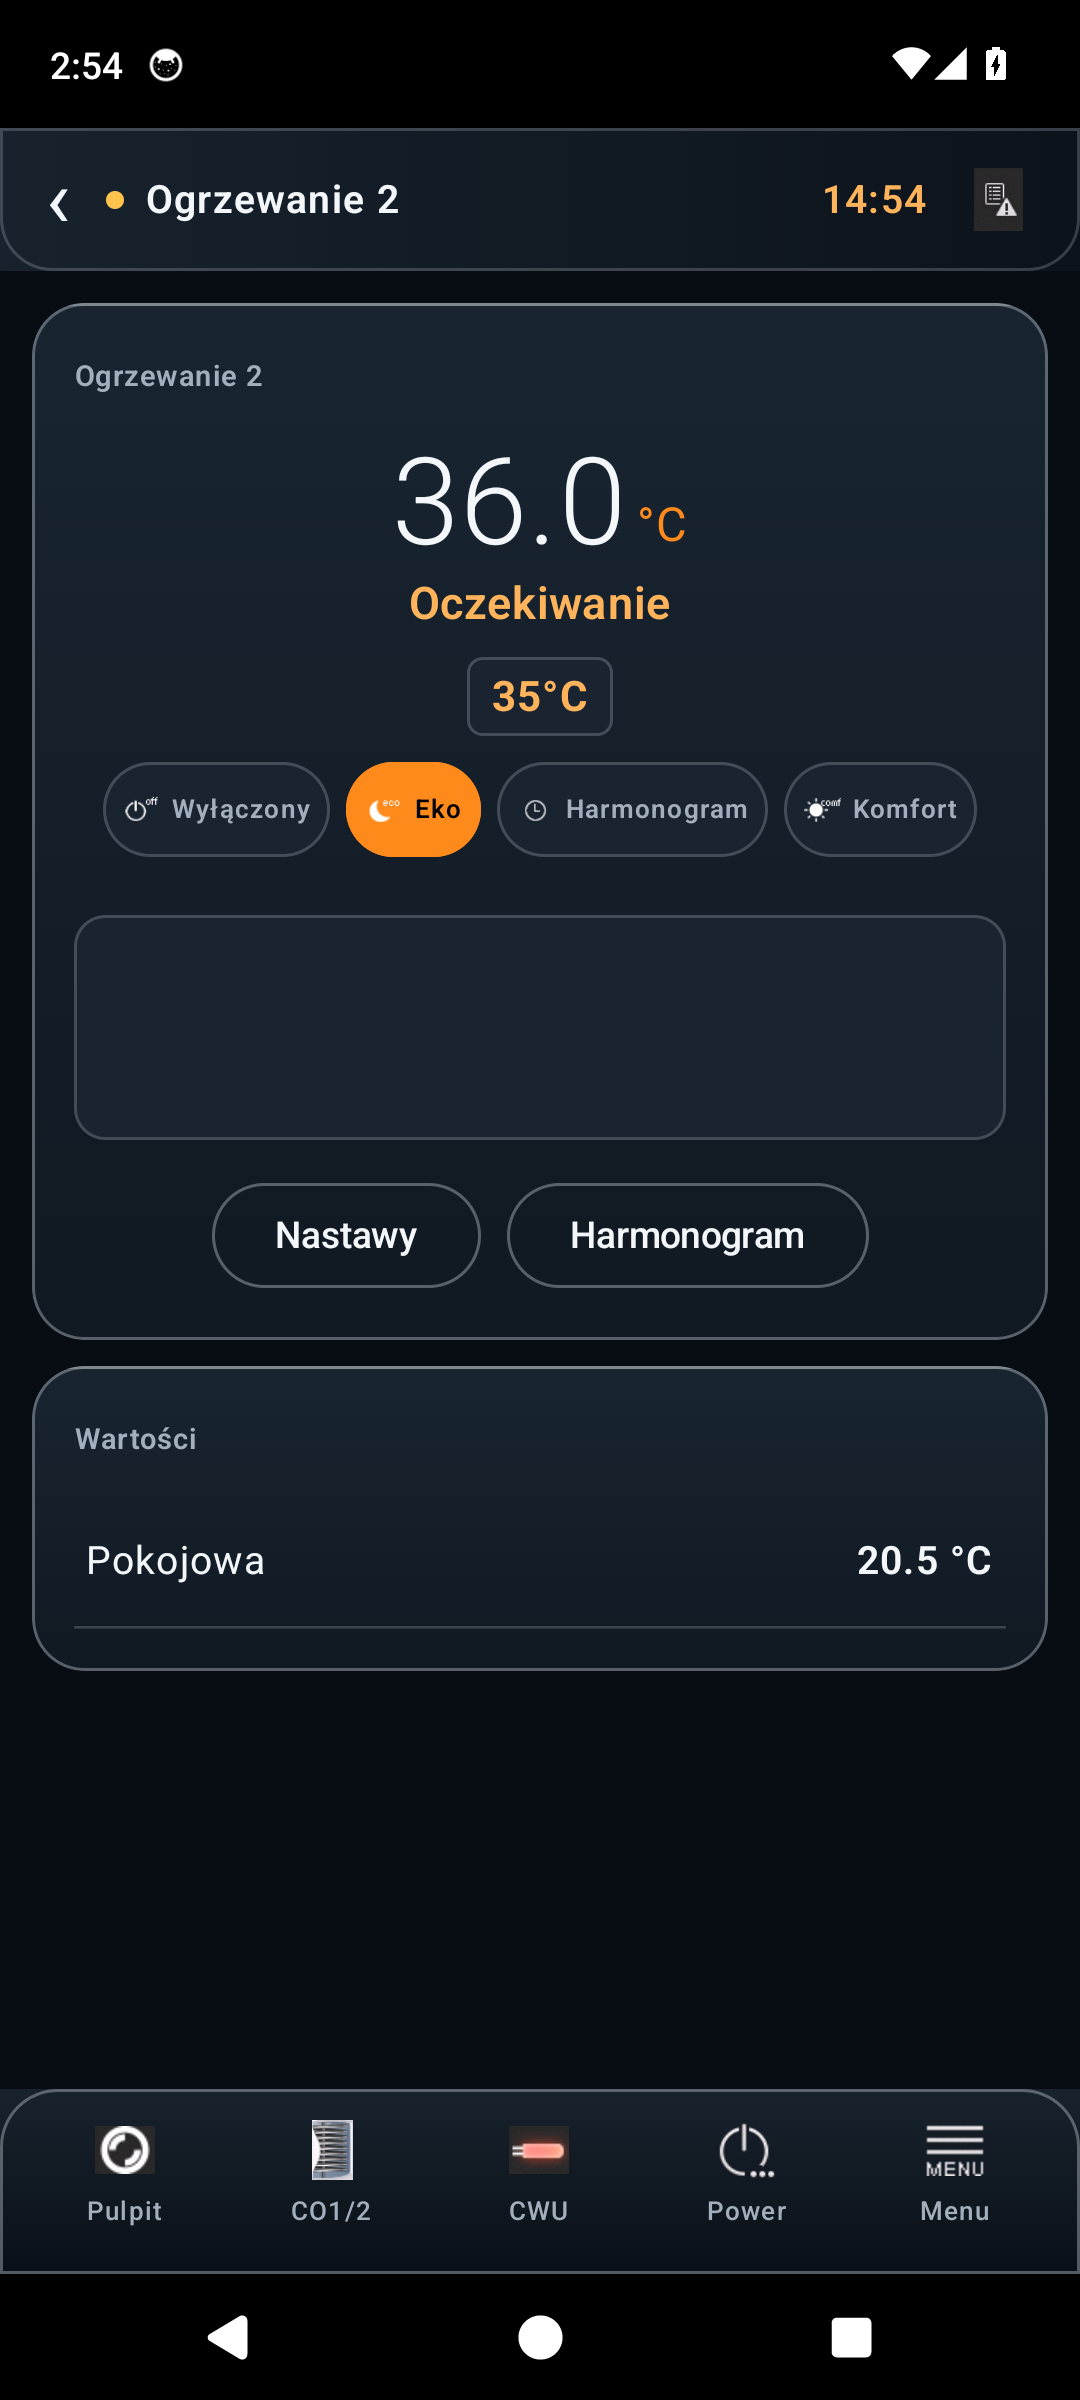 2:54
Ogrzewanie 2
14:54
Ogrzewanie 2
36.0 °C
Oczekiwanie
35°C
off Wyłączony eco Eko Harmonogram comf Komfort
Nastawy Harmonogram
Wartości
Pokojowa 20.5 °C
MENU
Pulpit CO1/2 CWU Power Menu